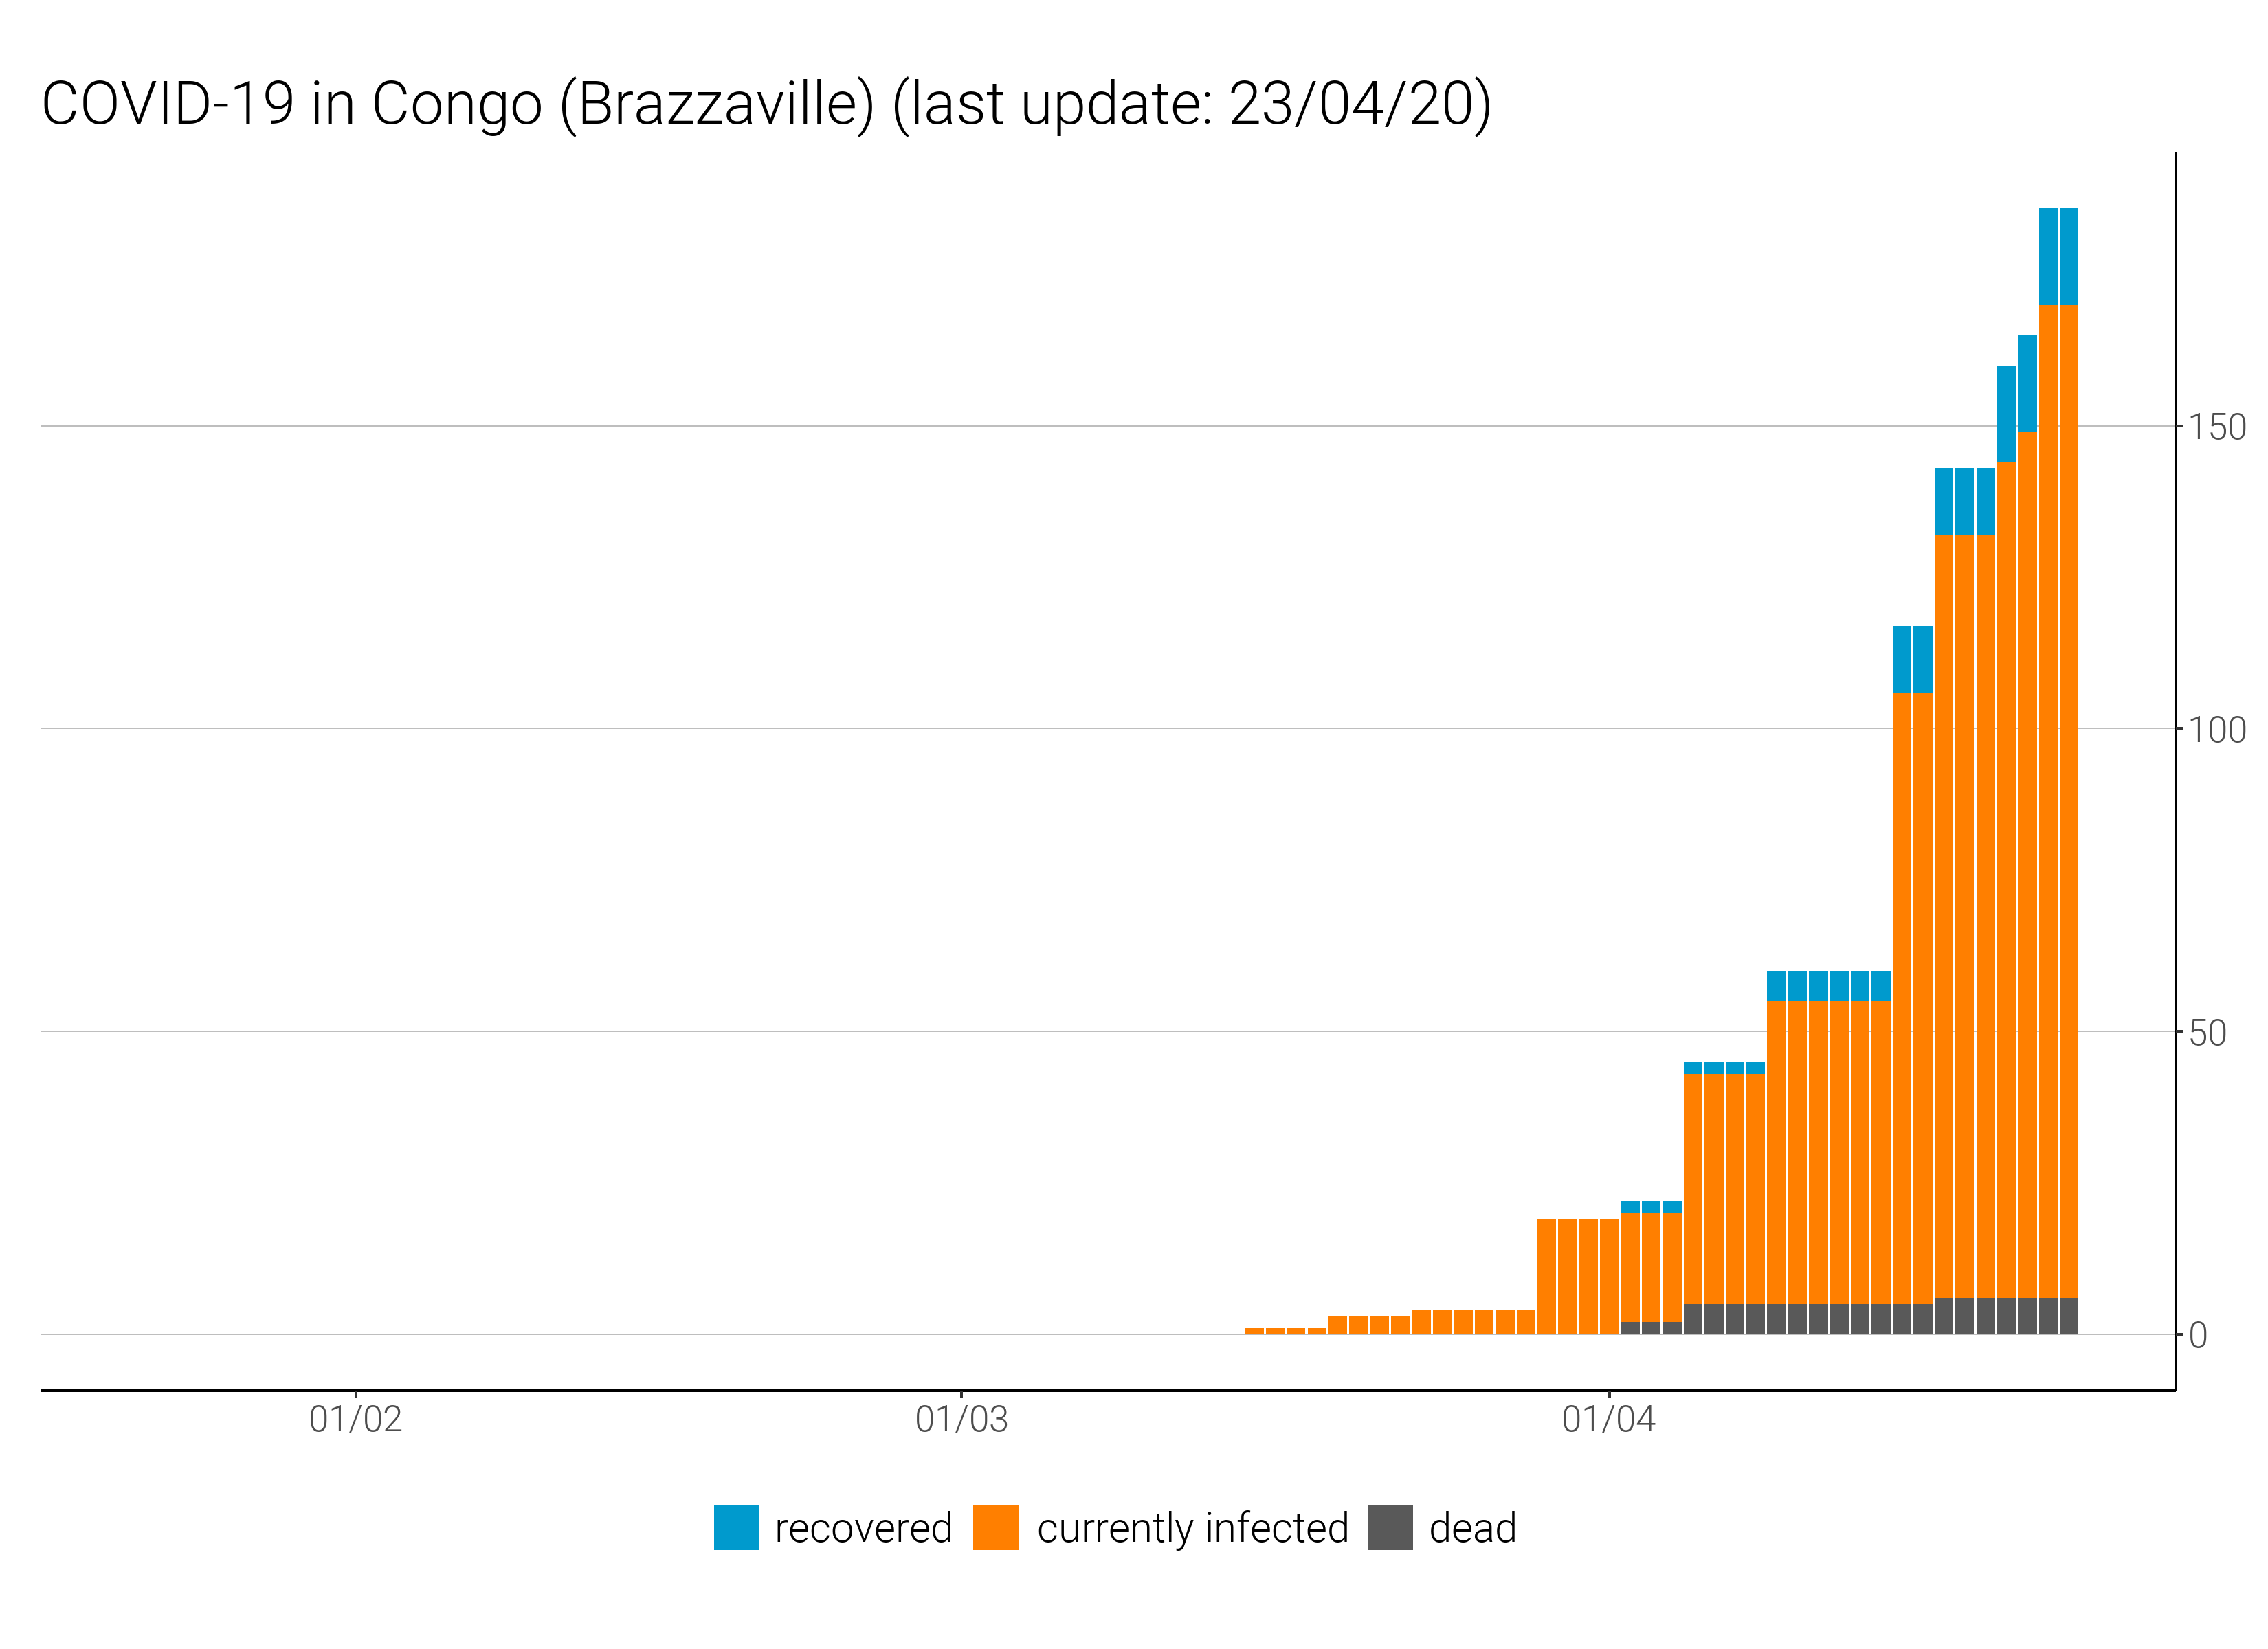 COVID-19 in Congo (Brazzaville) (last update: 23/04/20)
150
100
50
0
01/02 01/03 01/04
recovered currently infected dead